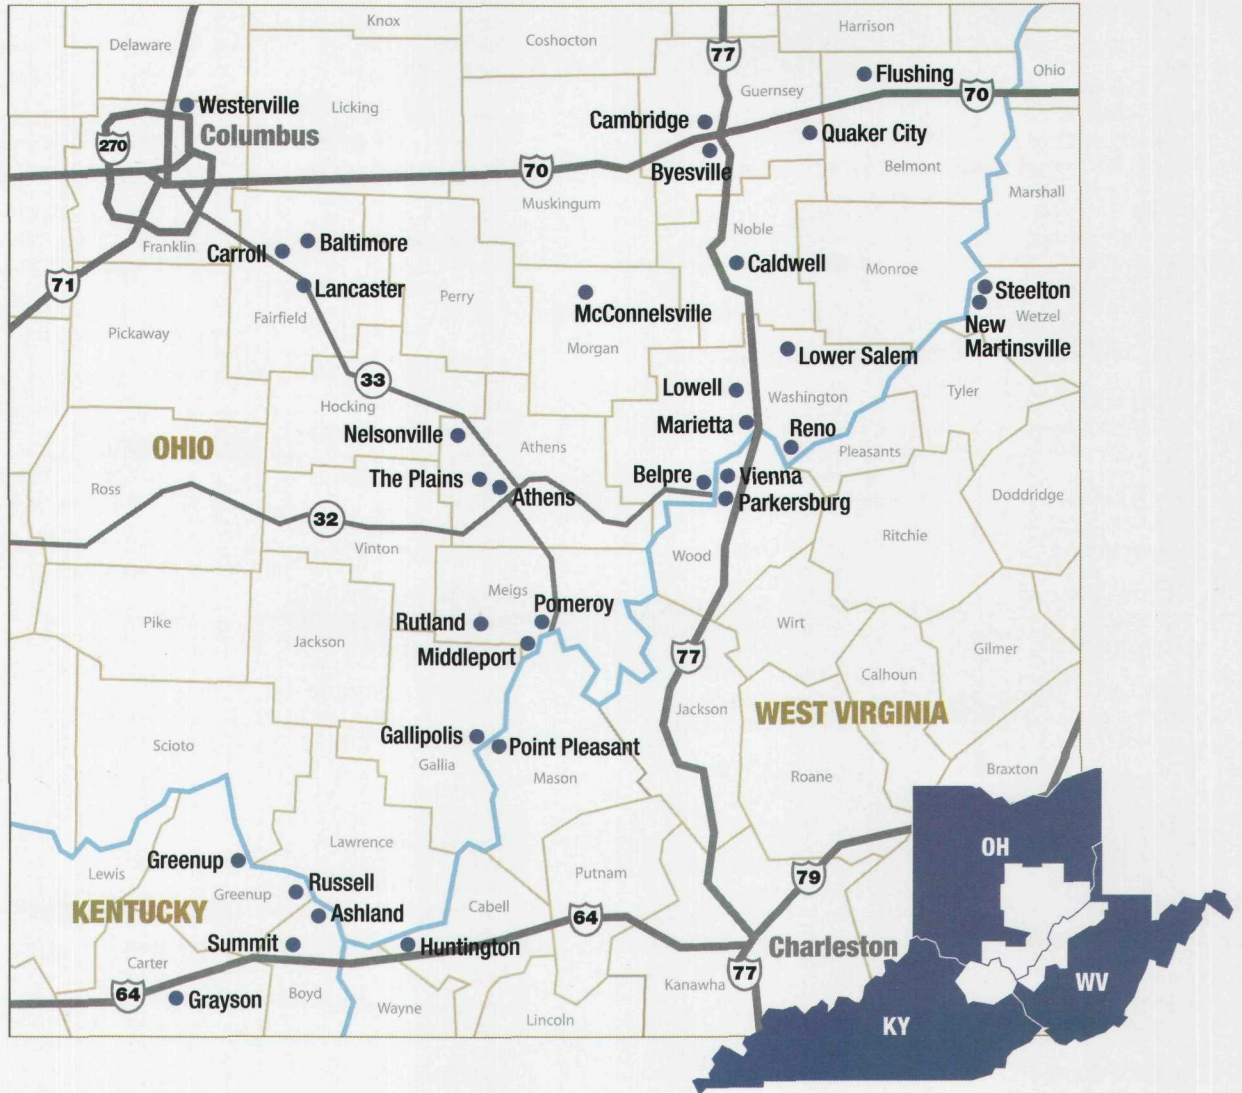 Knox
Harrison
Delaware
Coshocton
77
Ohio
Flushing
Guernsey
70
Westerville
Licking
Cambridge
Columbus
Quaker City
270
Byesville
70
Belmont
Marshall
Muskingum
Noble
Franklin
Baltimore
Carroll
Caldwell
Monroe
71
Lancaster
Steelton
Perry
McConnelsville
Fairfield
Wetzel
New
Martinsville
Pickaway
Morgan
Lower Salem
33
Lowell
Tyler
Hocking
Washington
Marietta
Reno
Nelsonville
OHIO
Athens
Pleasants
The Plains
Belpre
Vienna
Ross
Athens
Parkersburg
Doddridge
32
Vinton
Wood
Ritchie
Meigs
Pomeroy
Pike
Rutland
Wirt
Jackson
Middleport
77
Gilmer
Calhoun
Jackson
WEST VIRGINIA
Gallipolis
Scioto
Point Pleasant
Gallia
Mason
Roane
Braxton
Lawrence
OH
Greenup
Lewis
Putnam
79
Russell
Greenup
KENTUCKY
Ashland
Cabell
64
Summit
Huntington
Charleston
Carter
77
WV
64
Grayson
Boyd
Wayne
Kanawha
Lincoln
KY